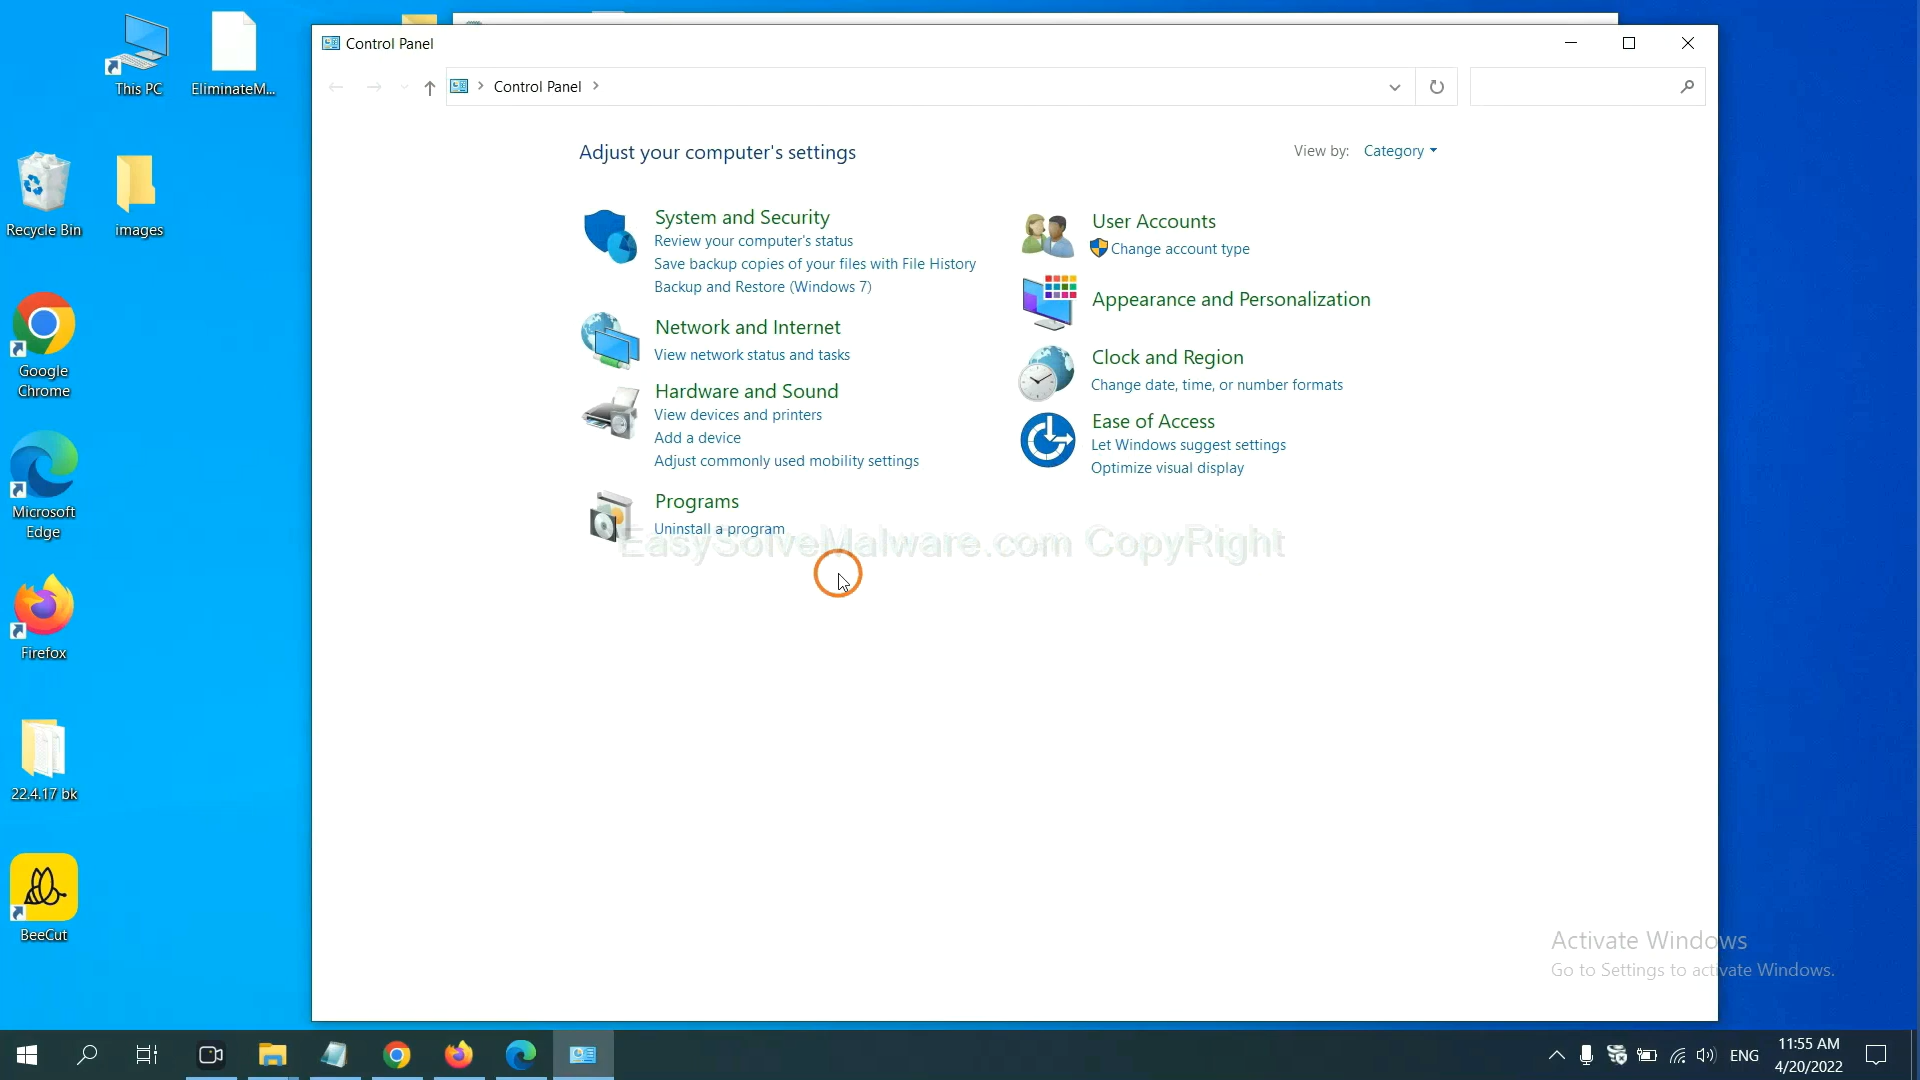 This PC
EliminateM...
Recycle Bin
images
Google
Chrome
Microsoft
Edge
Firefox
22.4.17 bk
BeeCut
Control Panel
Control Panel
Adjust your computer's settings
View by: Category
System and Security
Review your computer's status
Save backup copies of your files with File History
Backup and Restore (Windows 7)
Network and Internet
View network status and tasks
Hardware and Sound
View devices and printers
Add a device
Adjust commonly used mobility settings
Programs
Uninstall a program
User Accounts
Change account type
Appearance and Personalization
Clock and Region
Change date, time, or number formats
Ease of Access
Let Windows suggest settings
Optimize visual display
EasySolveMalware.com CopyRight
Activate Windows
Go to Settings to activate Windows.
ENG
11:55 AM
4/20/2022